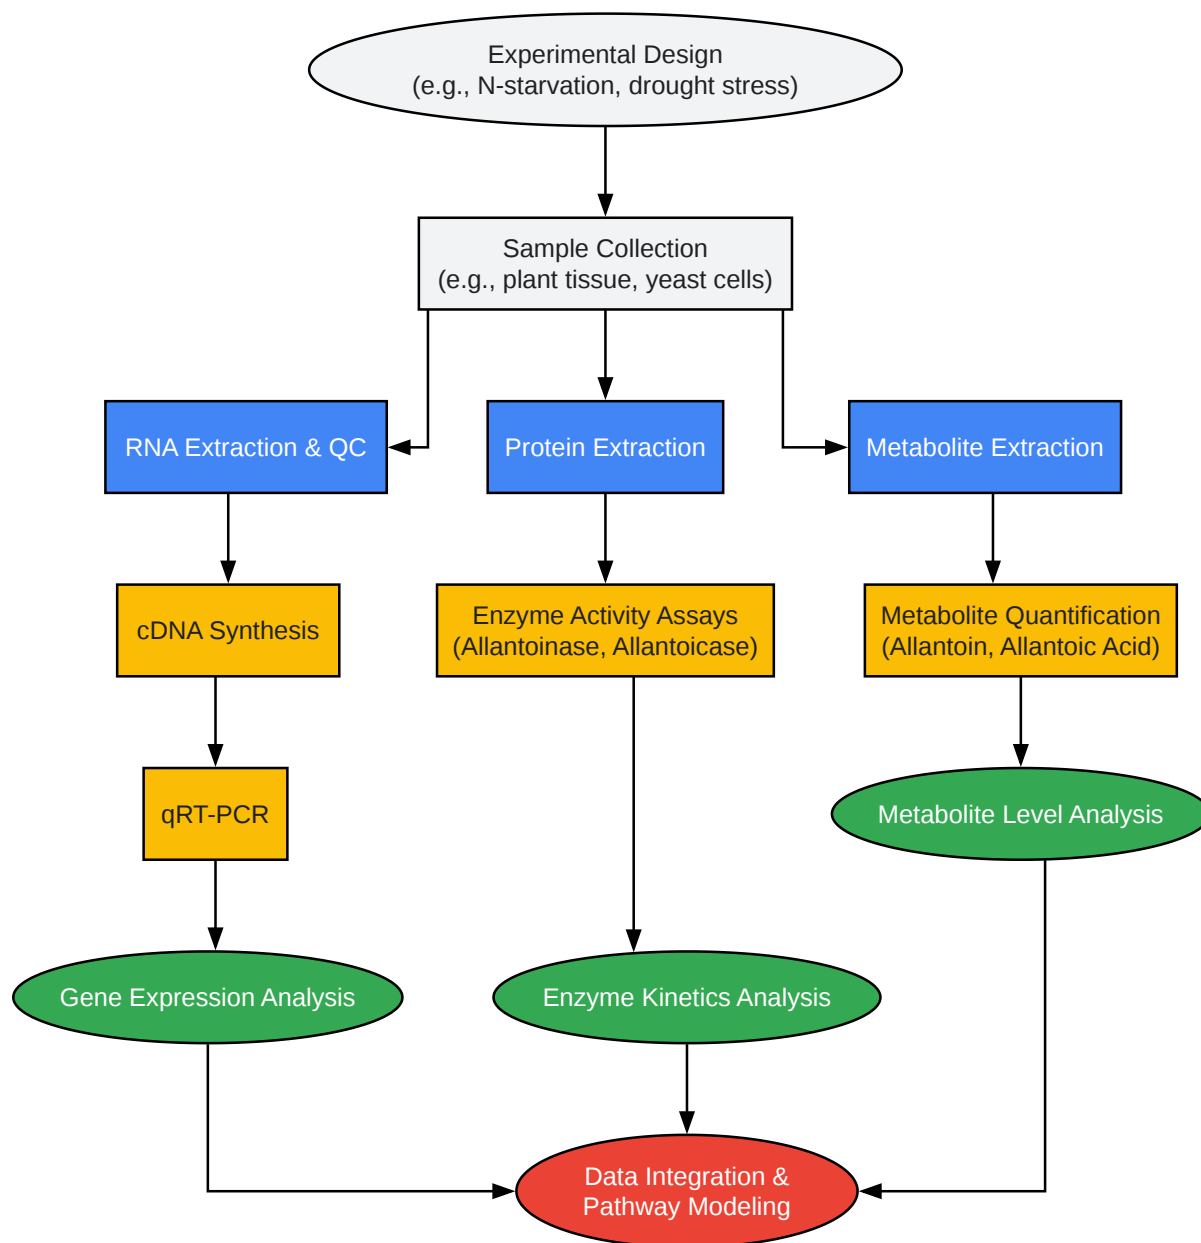 Experimental Design
(e.g., N-starvation, drought stress)
Sample Collection
(e.g., plant tissue, yeast cells)
RNA Extraction & QC
Protein Extraction
Metabolite Extraction
cDNA Synthesis
Enzyme Activity Assays
(Allantoinase, Allantoicase)
Metabolite Quantification
(Allantoin, Allantoic Acid)
qRT-PCR
Metabolite Level Analysis
Gene Expression Analysis
Enzyme Kinetics Analysis
Data Integration &
Pathway Modeling